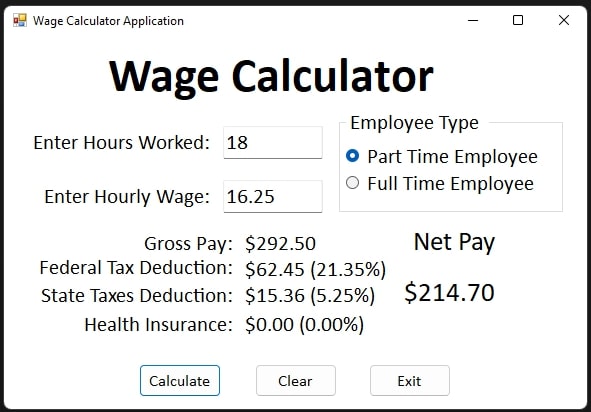 Wage Calculator Application
Wage Calculator
Enter Hours Worked: 18
Enter Hourly Wage: 16.25
Employee Type
Part Time Employee
Full Time Employee
Gross Pay: $292.50
Federal Tax Deduction: $62.45 (21.35%)
State Taxes Deduction: $15.36 (5.25%)
Health Insurance: $0.00 (0.00%)
Net Pay
$214.70
Calculate
Clear
Exit